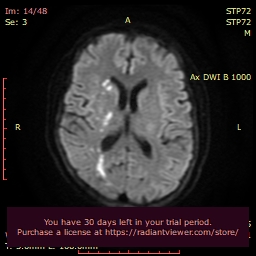 Im: 14/48
Se: 3
A
STP72
STP72
M
Ax DWI B 1000
R
L
You have 30 days left in your trial period.
Purchase a license at https://radiantviewer.com/store/